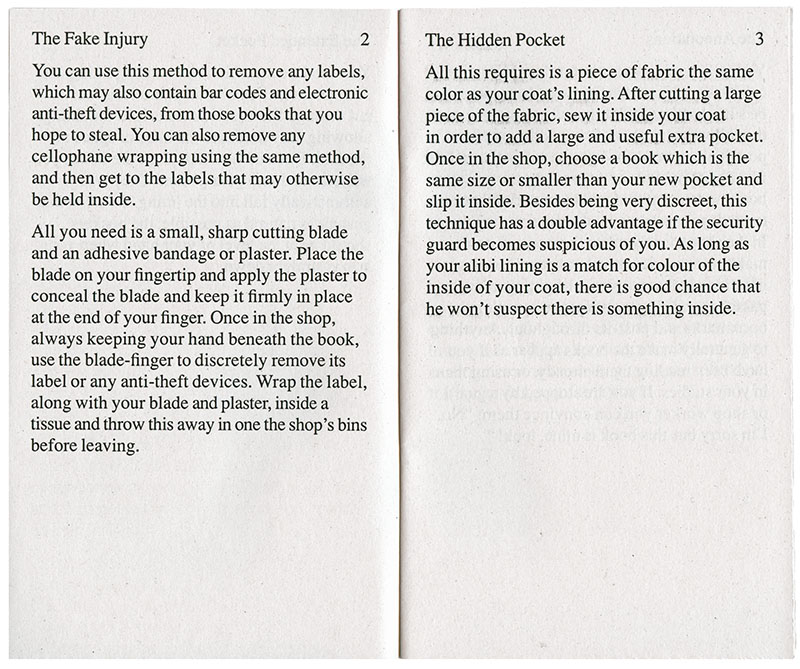 The Fake Injury 2
You can use this method to remove any labels,
which may also contain bar codes and electronic
anti-theft devices, from those books that you
hope to steal. You can also remove any
cellophane wrapping using the same method,
and then get to the labels that may otherwise
be held inside.
All you need is a small, sharp cutting blade
and an adhesive bandage or plaster. Place the
blade on your fingertip and apply the plaster to
conceal the blade and keep it firmly in place
at the end of your finger. Once in the shop,
always keeping your hand beneath the book,
use the blade-finger to discretely remove its
label or any anti-theft devices. Wrap the label,
along with your blade and plaster, inside a
tissue and throw this away in one the shop's bins
before leaving.
The Hidden Pocket 3
All this requires is a piece of fabric the same
color as your coat's lining. After cutting a large
piece of the fabric, sew it inside your coat
in order to add a large and useful extra pocket.
Once in the shop, choose a book which is the
same size or smaller than your new pocket and
slip it inside. Besides being very discreet, this
technique has a double advantage if the security
guard becomes suspicious of you. As long as
your alibi lining is a match for colour of the
inside of your coat, there is good chance that
he won't suspect there is something inside.